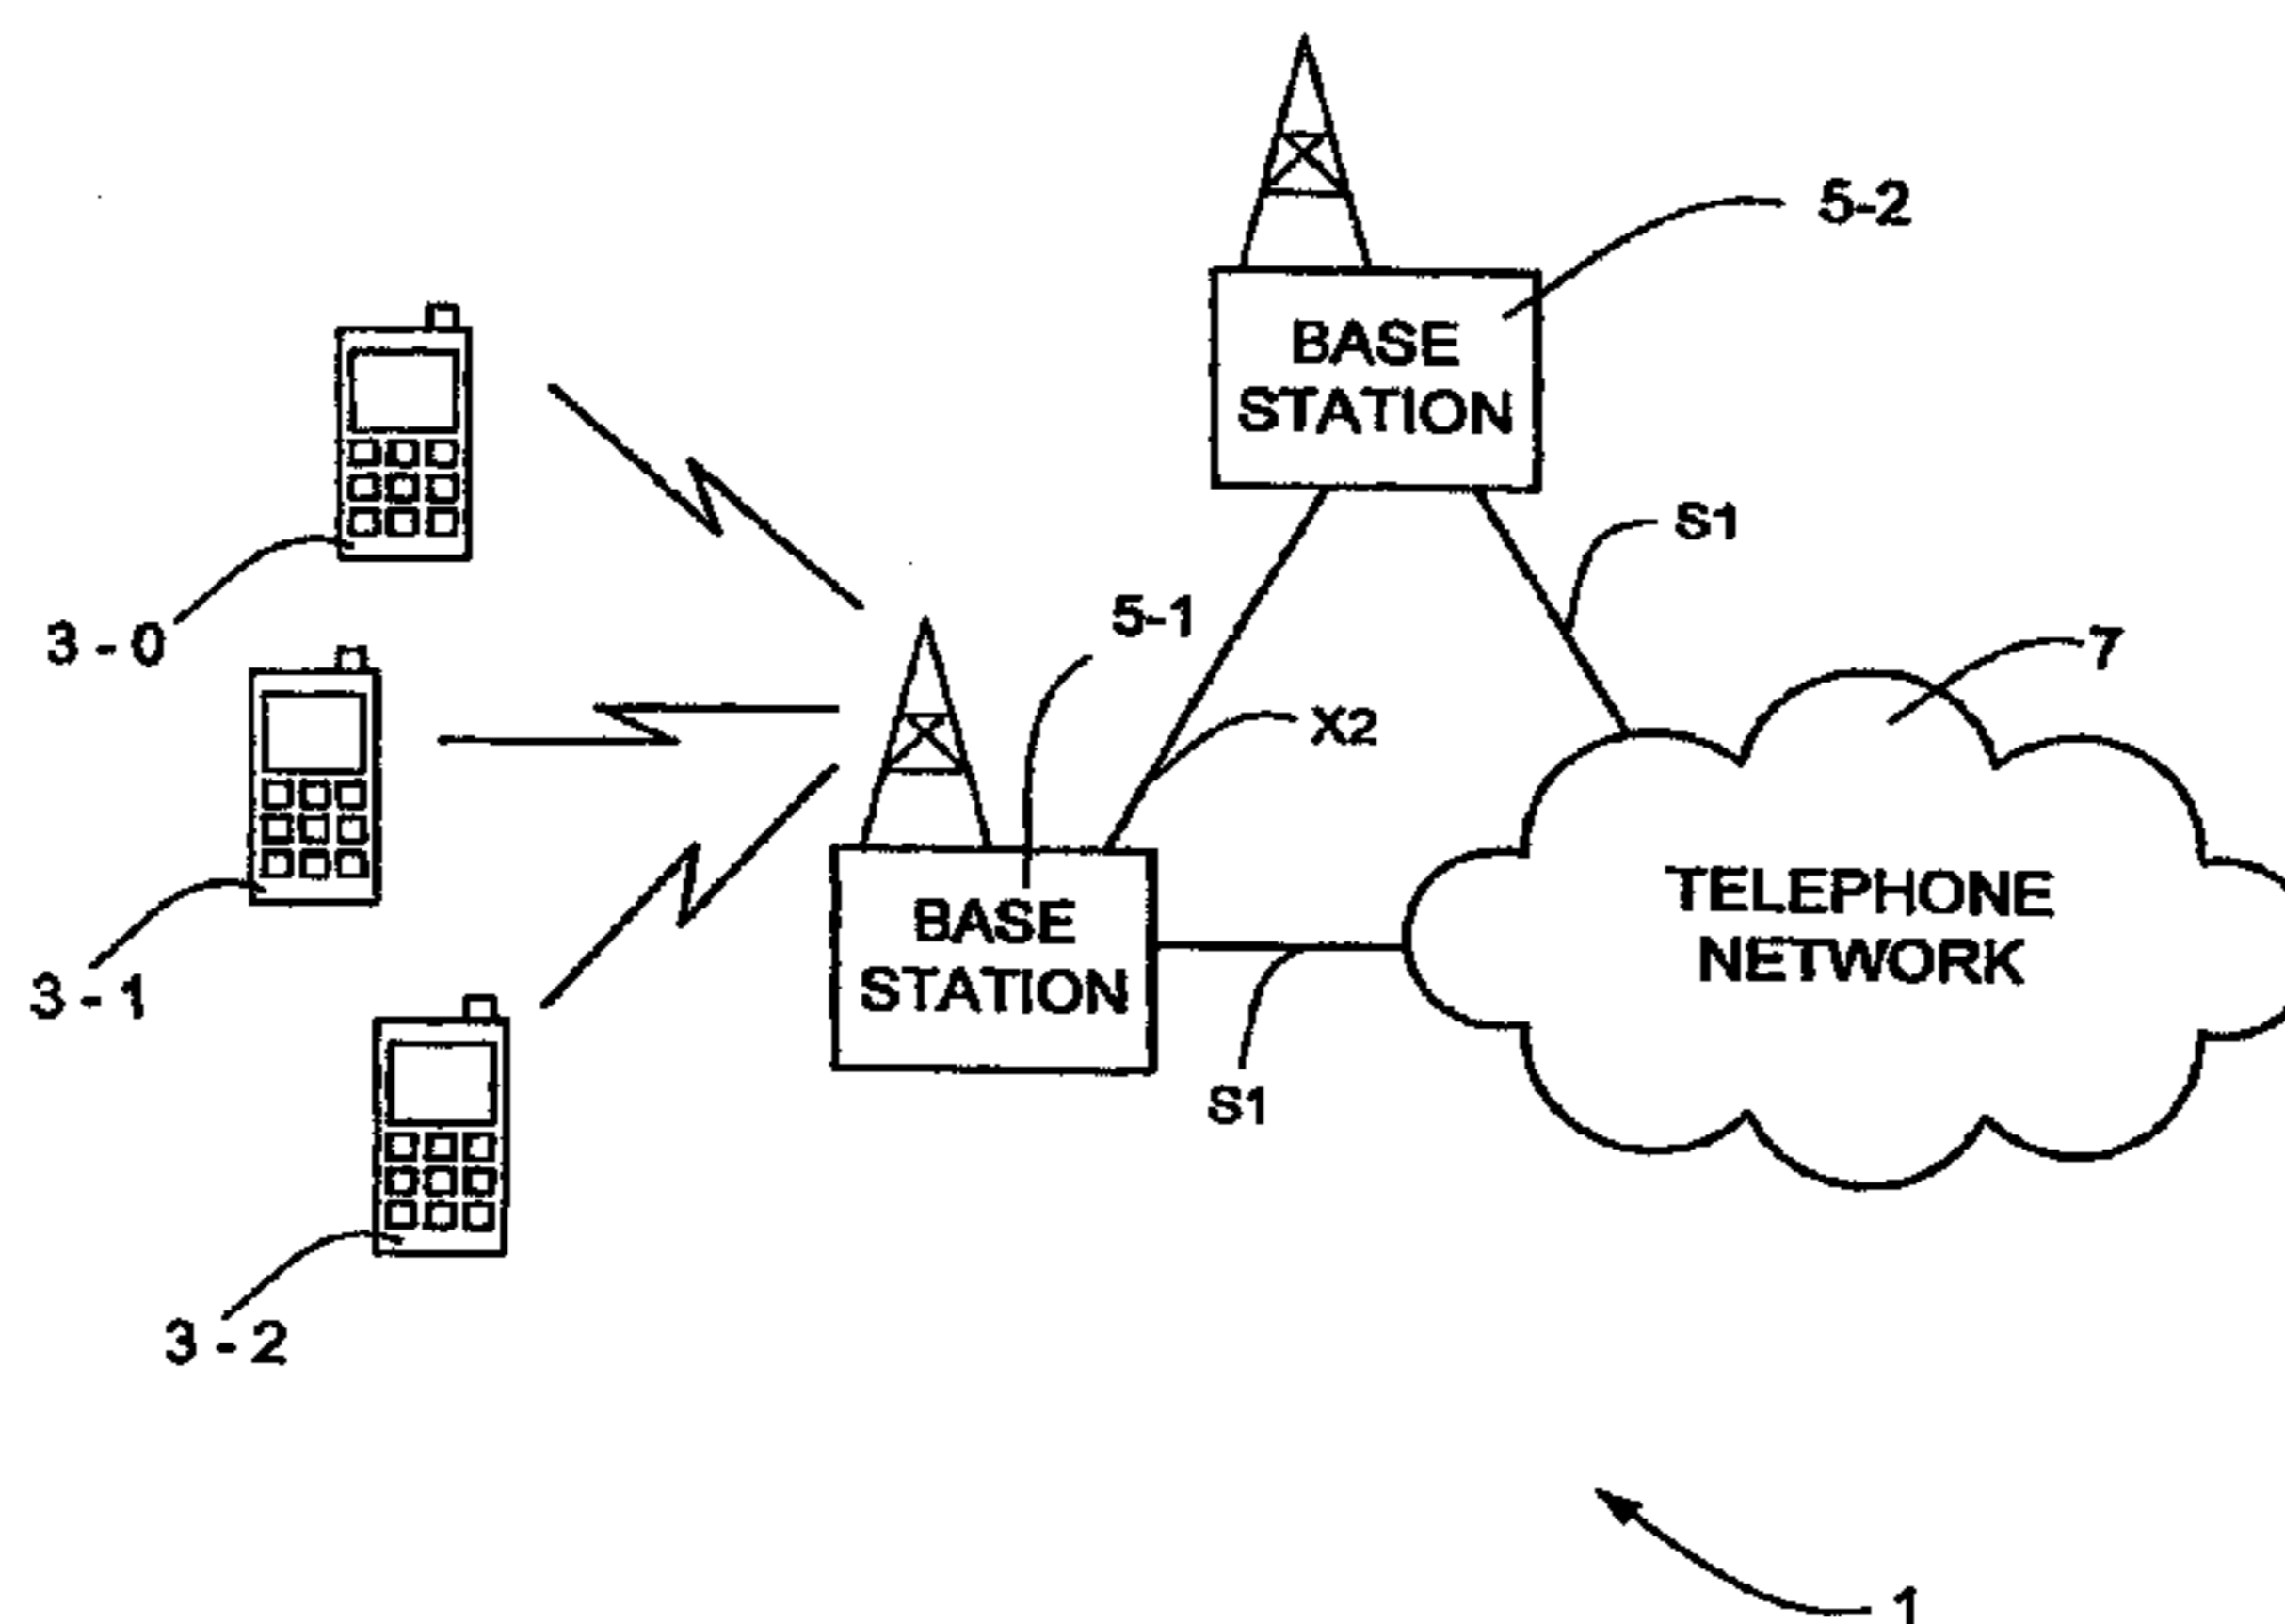 5-2
BASE
STATION
S1
3 - 0
5-1
7
X2
TELEPHONE
NETWORK
BASE
STATION
3 - 1
S1
3 - 2
1